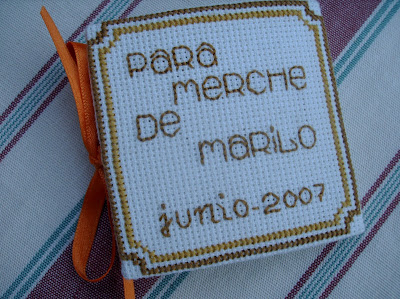 PARA
MERCHE
DE
MARILO
junio-2007